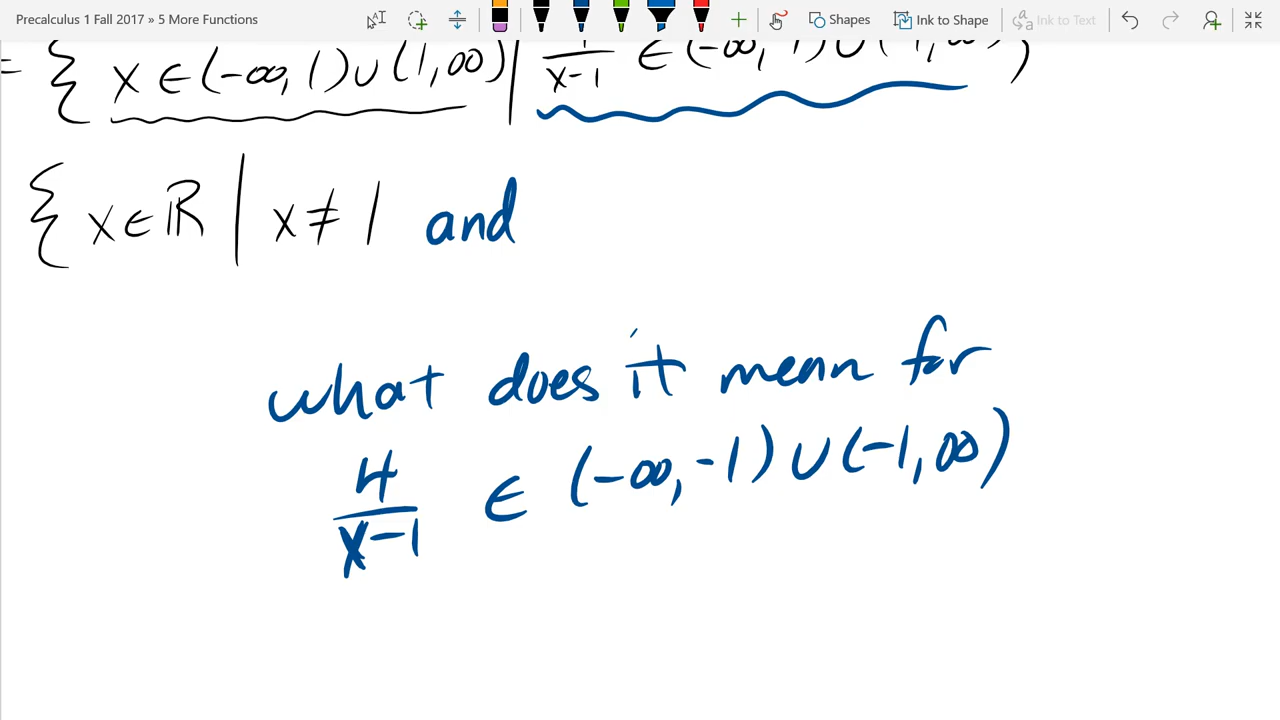 Precalculus 1 Fall 2017 » 5 More Functions
Shapes
Ink to Shape
Ink to Text
= { x ∈ (-∞, 1) ∪ (1, ∞) | /x-1 ∈ (-∞, 1) ∪ (1, ∞) }
{ x ∈ ℝ | x ≠ 1 and
what does it mean for
4/x-1 ∈ (-∞, -1) ∪ (-1, ∞)